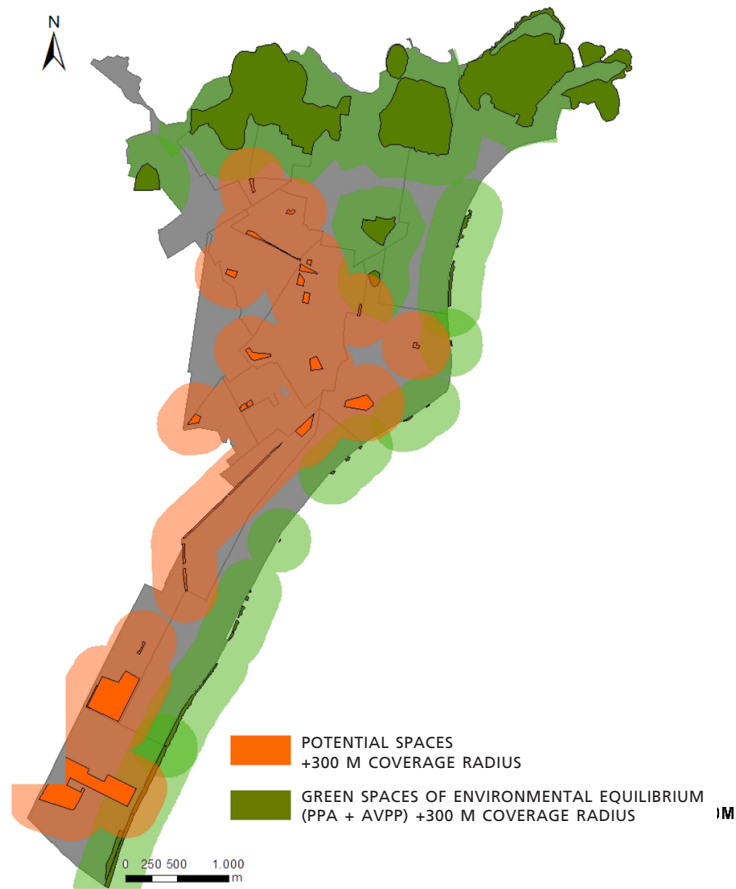 N
POTENTIAL SPACES
+300 M COVERAGE RADIUS
GREEN SPACES OF ENVIRONMENTAL EQUILIBRIUM
(PPA + AVPP) +300 M COVERAGE RADIUS
0 250 500 1.000
m